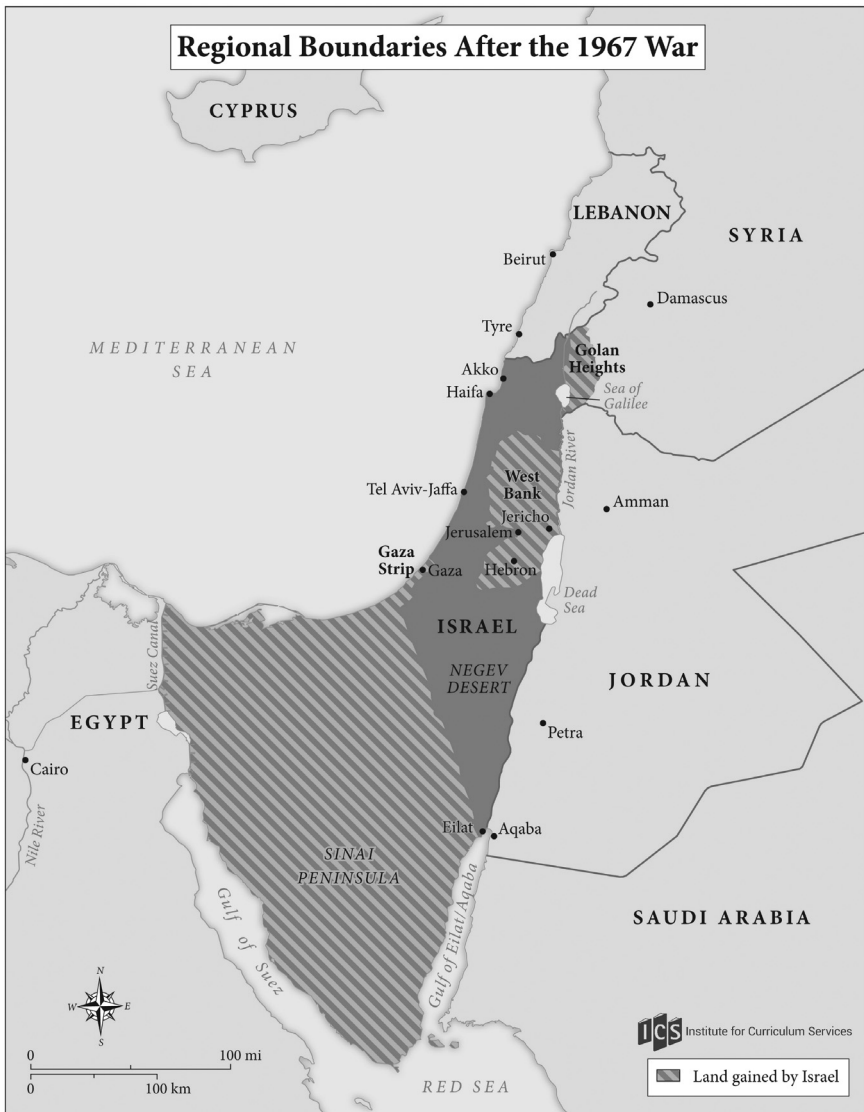 Regional Boundaries After the 1967 War
CYPRUS
LEBANON
SYRIA
Beirut
Damascus
Tyre
MEDITERRANEAN
SEA
Golan
Heights
Akko
Haifa
Sea of
Galilee
Jordan River
West
Bank
Tel Aviv-Jaffa
Amman
Jericho
Jerusalem
Gaza
Strip
Gaza
Hebron
Dead
Sea
ISRAEL
Suez Canal
NEGEV
DESERT
JORDAN
EGYPT
Petra
Cairo
Nile River
Eilat
Aqaba
SINAI
PENINSULA
Gulf of Suez
Gulf of Eilat/Aqaba
SAUDI ARABIA
N
W
E
S
ICS Institute for Curriculum Services
0 100 mi
0 100 km
RED SEA
Land gained by Israel